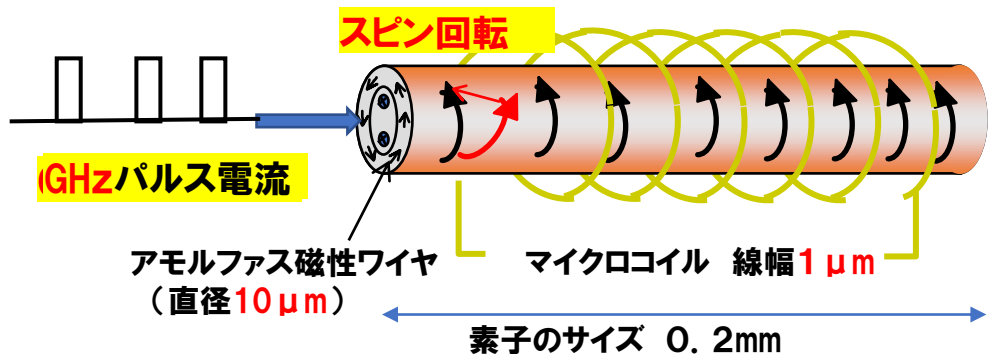 スピン回転
GHzパルス電流
アモルファス磁性ワイヤ
（直径10μm）
マイクロコイル 線幅1μm
素子のサイズ 0.2mm